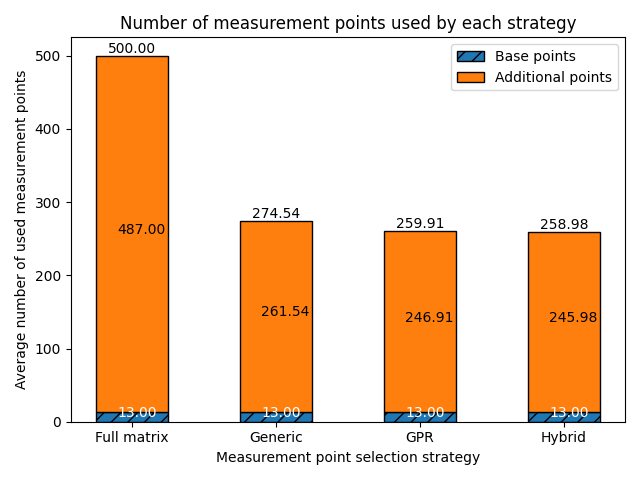 Number of measurement points used by each strategy
Average number of used measurement points
500
400
300
200
100
0
Base points
Additional points
500.00
487.00
13.00
274.54
261.54
13.00
259.91
246.91
13.00
258.98
245.98
13.00
Full matrix
Generic
GPR
Hybrid
Measurement point selection strategy